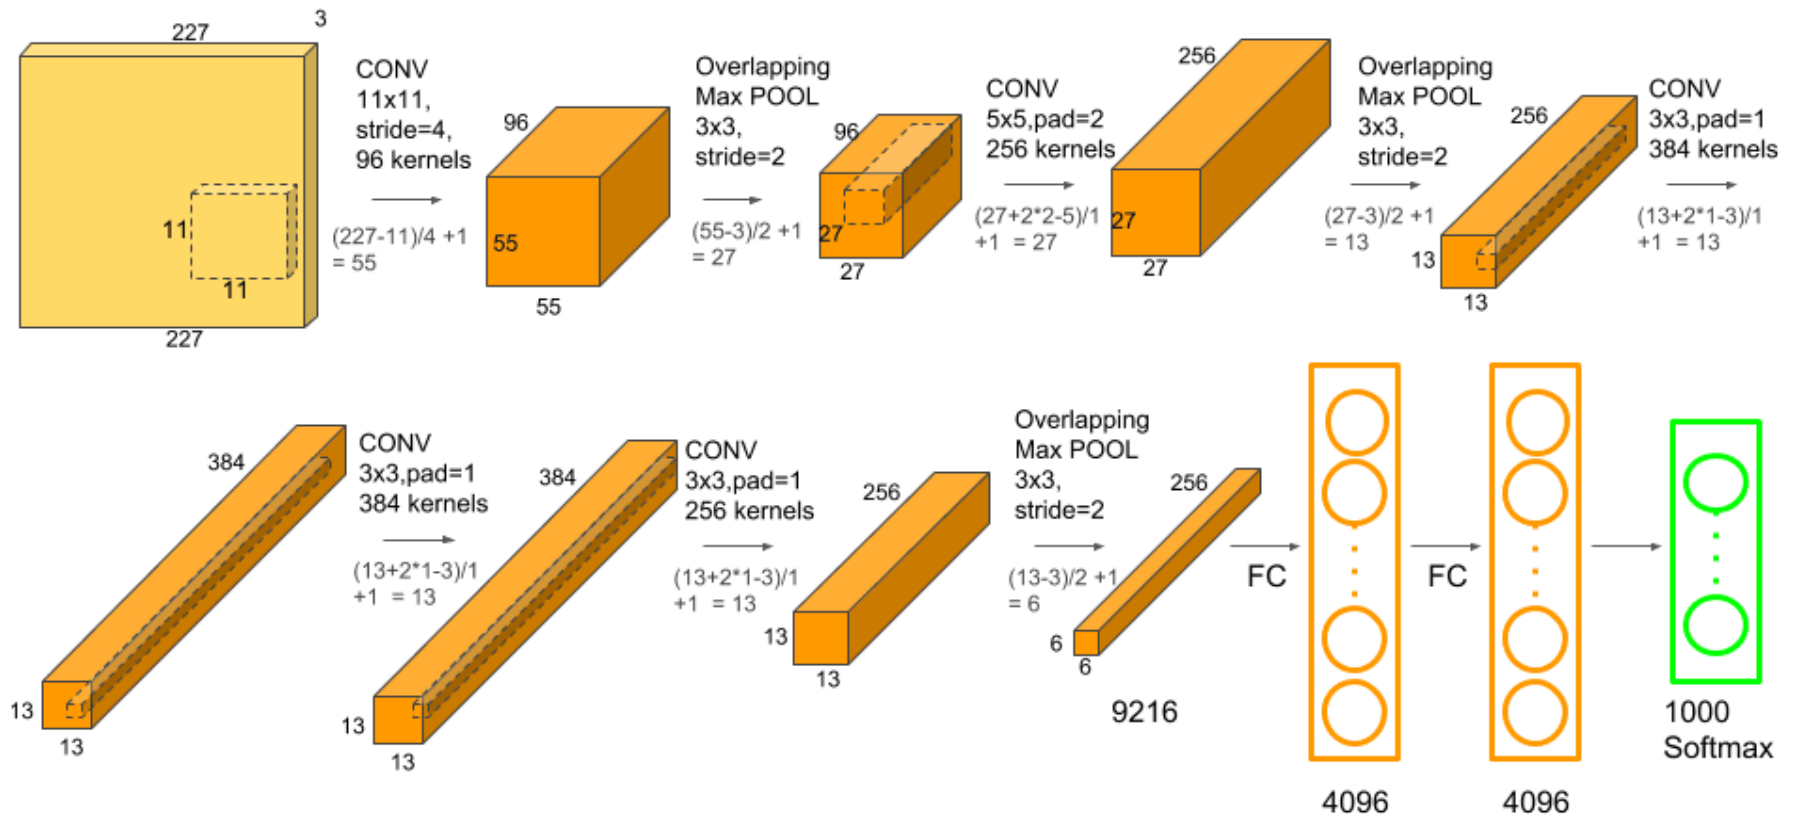 227
3
11
11
227
CONV
11x11,
stride=4,
96 kernels
(227-11)/4 +1
= 55
96
55
55
Overlapping
Max POOL
3x3,
stride=2
(55-3)/2 +1
= 27
96
27
27
CONV
5x5,pad=2
256 kernels
(27+2*2-5)/1
+1 = 27
256
27
27
Overlapping
Max POOL
3x3,
stride=2
(27-3)/2 +1
= 13
256
13
13
CONV
3x3,pad=1
384 kernels
(13+2*1-3)/1
+1 = 13
384
13
13
CONV
3x3,pad=1
384 kernels
(13+2*1-3)/1
+1 = 13
384
13
13
CONV
3x3,pad=1
256 kernels
(13+2*1-3)/1
+1 = 13
256
13
13
Overlapping
Max POOL
3x3,
stride=2
(13-3)/2 +1
= 6
256
6
6
9216
FC
4096
FC
4096
1000
Softmax